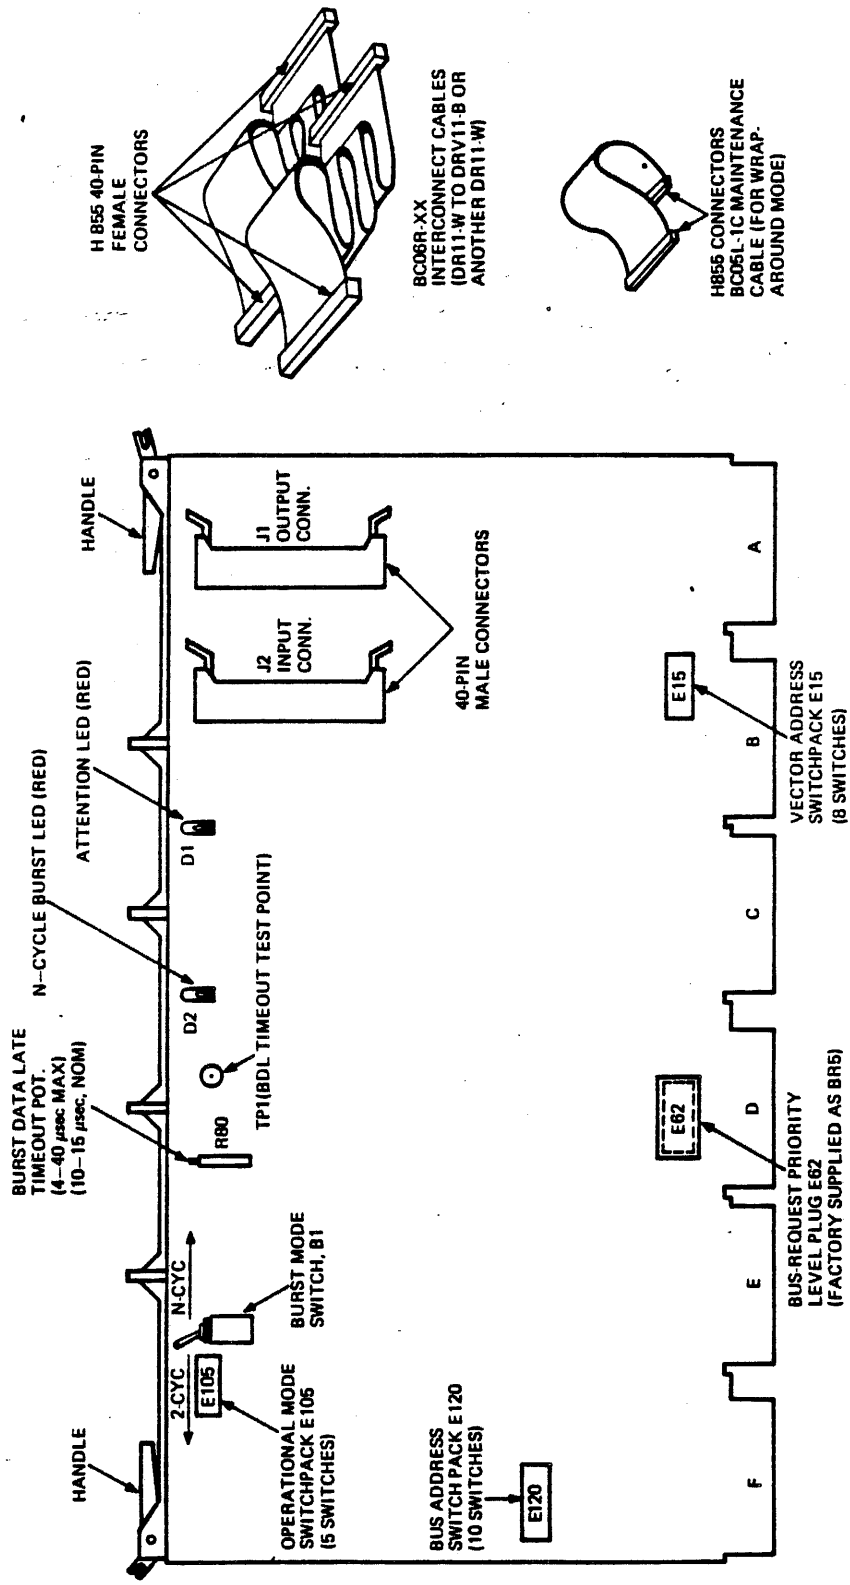 HANDLE
BURST DATA LATE
TIMEOUT POT.
(4–40 µsec MAX)
(10–15 µsec, NOM)
N–CYCLE BURST LED (RED)
ATTENTION LED (RED)
HANDLE
H 855 40-PIN
FEMALE
CONNECTORS
2-CYC
N-CYC
E105
R80
D2
D1
J2
INPUT
CONN.
J1
OUTPUT
CONN.
OPERATIONAL MODE
SWITCHPACK E105
(5 SWITCHES)
BURST MODE
SWITCH, B1
TP1(BDL TIMEOUT TEST POINT)
40-PIN
MALE CONNECTORS
BC06R-XX
INTERCONNECT CABLES
(DR11-W TO DRV11-B OR
ANOTHER DR11-W)
BUS ADDRESS
SWITCH PACK E120
(10 SWITCHES)
E120
E62
E15
F
E
D
C
B
A
BUS-REQUEST PRIORITY
LEVEL PLUG E62
(FACTORY SUPPLIED AS BR5)
VECTOR ADDRESS
SWITCHPACK E15
(8 SWITCHES)
H855 CONNECTORS
BC05L-1C MAINTENANCE
CABLE (FOR WRAP-
AROUND MODE)